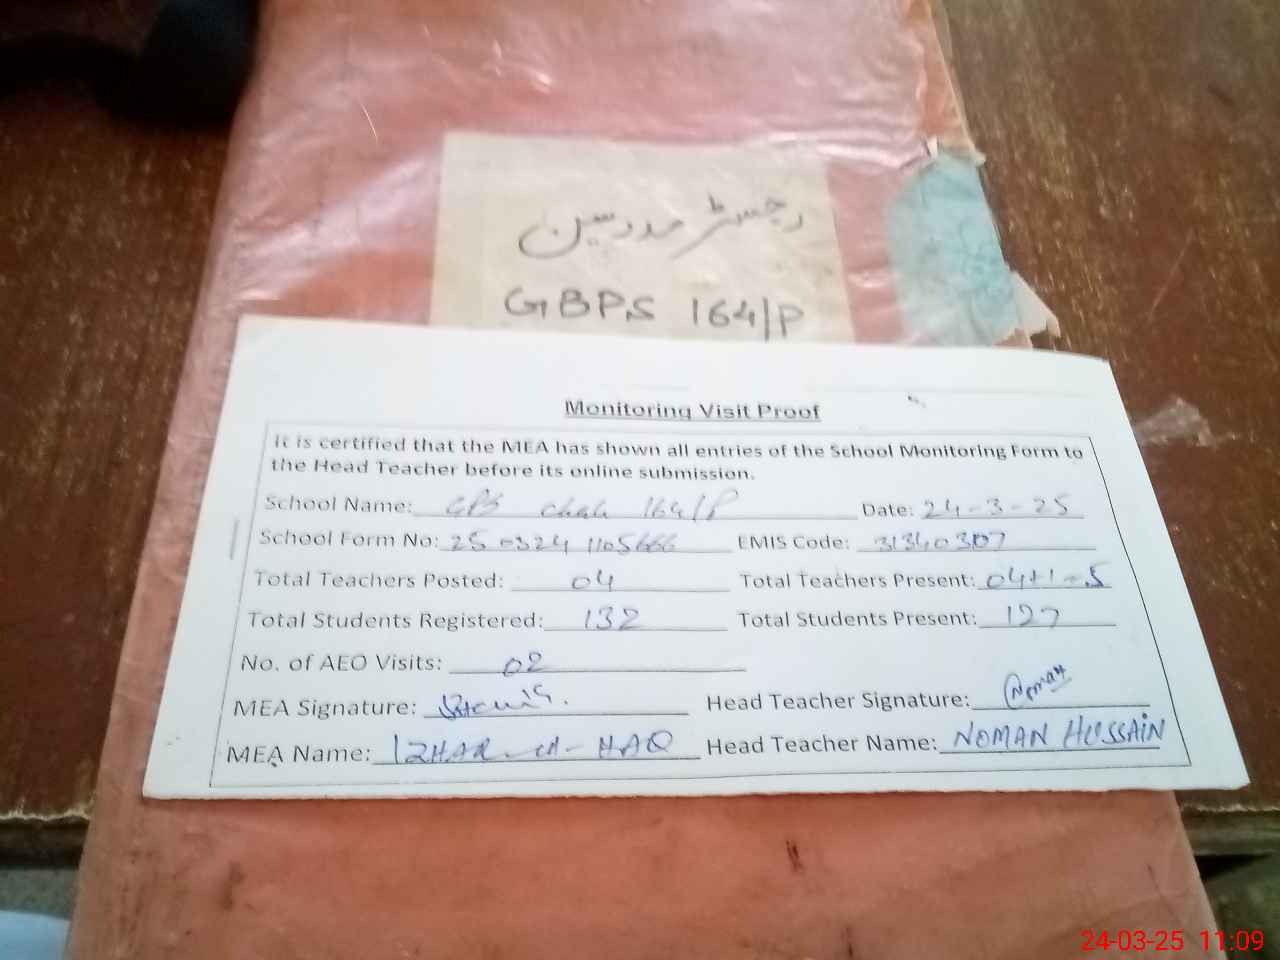 رجسٹر مدرسین
GBPS 164/P
Monitoring Visit Proof
It is certified that the MEA has shown all entries of the School Monitoring Form to
the Head Teacher before its online submission.
School Name: GPS chak 164/P Date: 24-3-25
School Form No: 25 0324 1105666 EMIS Code: 31340307
Total Teachers Posted: 04 Total Teachers Present: 04+1=5
Total Students Registered: 132 Total Students Present: 127
No. of AEO Visits: 02
MEA Signature: Head Teacher Signature: Noman
MEA Name: IZHAR-ul-HAQ Head Teacher Name: NOMAN HUSSAIN
24-03-25 11:09